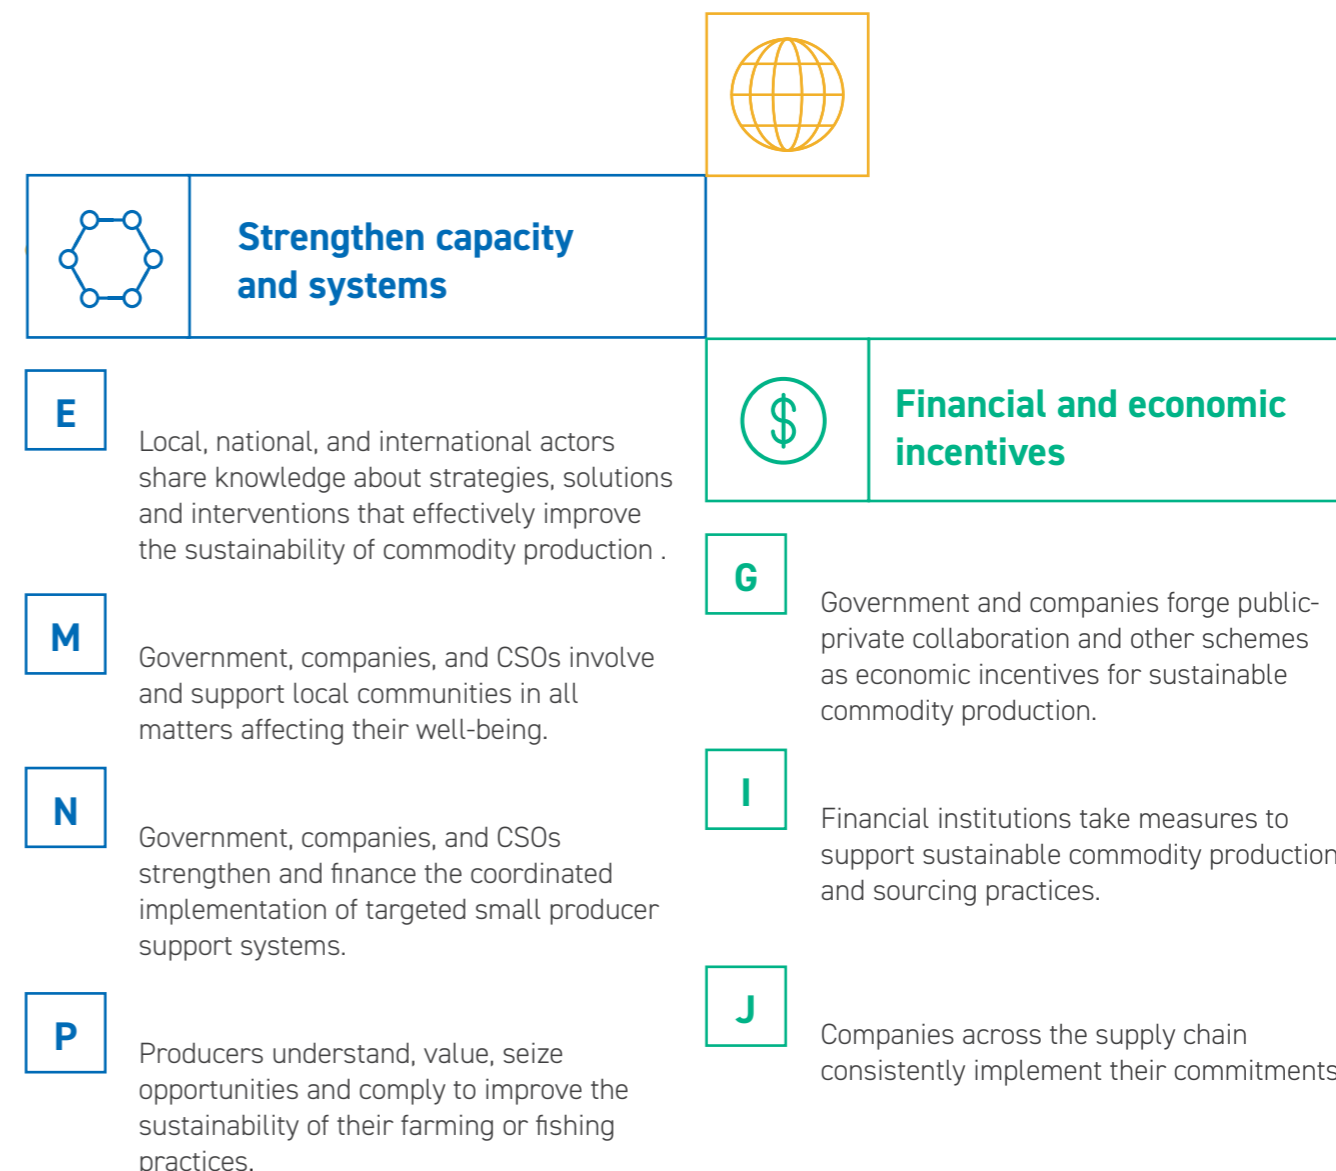 Strengthen capacity
and systems
E
Local, national, and international actors
share knowledge about strategies, solutions
and interventions that effectively improve
the sustainability of commodity production .
M
Government, companies, and CSOs involve
and support local communities in all
matters affecting their well-being.
N
Government, companies, and CSOs
strengthen and finance the coordinated
implementation of targeted small producer
support systems.
P
Producers understand, value, seize
opportunities and comply to improve the
sustainability of their farming or fishing
practices.
$
Financial and economic
incentives
G
Government and companies forge public-
private collaboration and other schemes
as economic incentives for sustainable
commodity production.
I
Financial institutions take measures to
support sustainable commodity production
and sourcing practices.
J
Companies across the supply chain
consistently implement their commitments